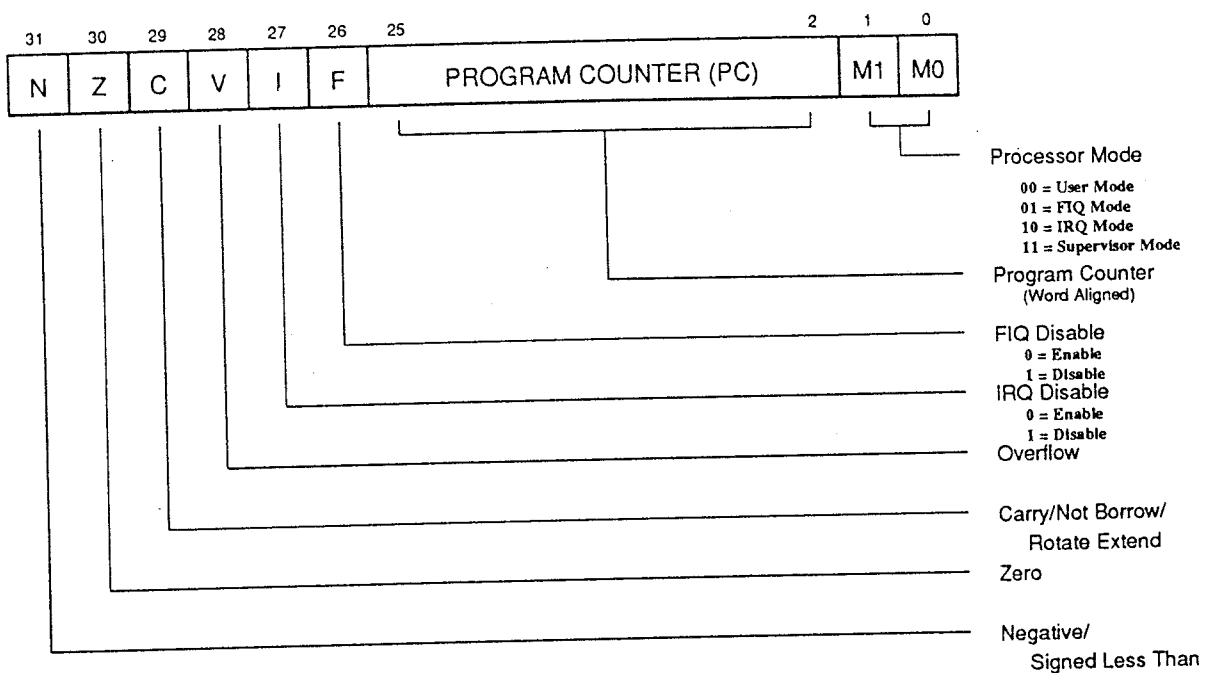 31 30 29 28 27 26 25 2 1 0
N Z C V I F PROGRAM COUNTER (PC) M1 M0
Processor Mode
00 = User Mode
01 = FIQ Mode
10 = IRQ Mode
11 = Supervisor Mode
Program Counter
(Word Aligned)
FIQ Disable
0 = Enable
1 = Disable
IRQ Disable
0 = Enable
1 = Disable
Overflow
Carry/Not Borrow/
Rotate Extend
Zero
Negative/
Signed Less Than